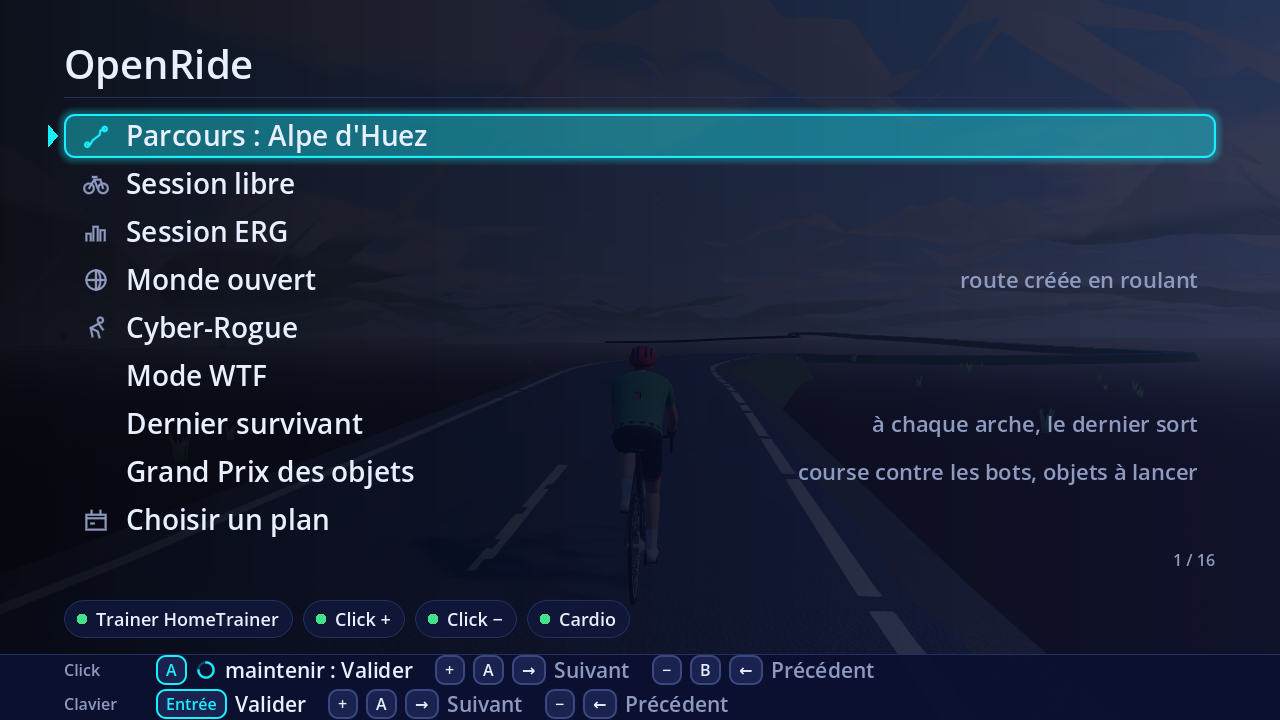 OpenRide
Parcours : Alpe d'Huez
Session libre
Session ERG
Monde ouvert route créée en roulant
Cyber-Rogue
Mode WTF
Dernier survivant à chaque arche, le dernier sort
Grand Prix des objets course contre les bots, objets à lancer
Choisir un plan
1 / 16
Trainer HomeTrainer Click + Click − Cardio
Click A maintenir : Valider + A → Suivant − B ← Précédent
Clavier Entrée Valider + A → Suivant − ← Précédent